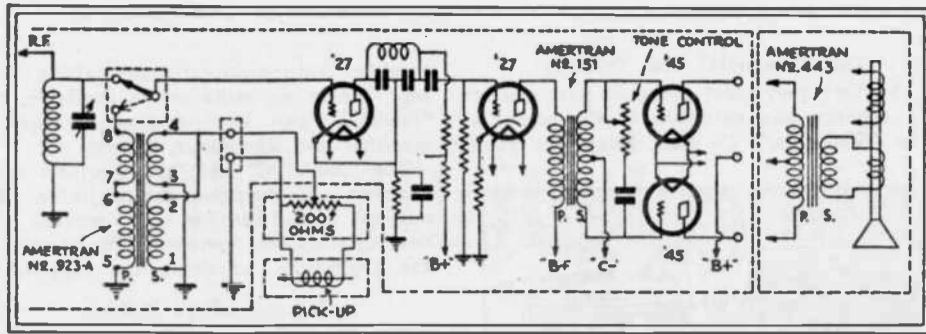 R.F.
8
4
7
3
6
2
5
1
P.
S.
AMERTRAN
No. 923-A
200
OHMS
PICK-UP
'27
'27
AMERTRAN
No. 151
P.
S.
"B+"
"C-"
TONE CONTROL
'45
'45
"B+"
AMERTRAN
No. 443
P.
S.